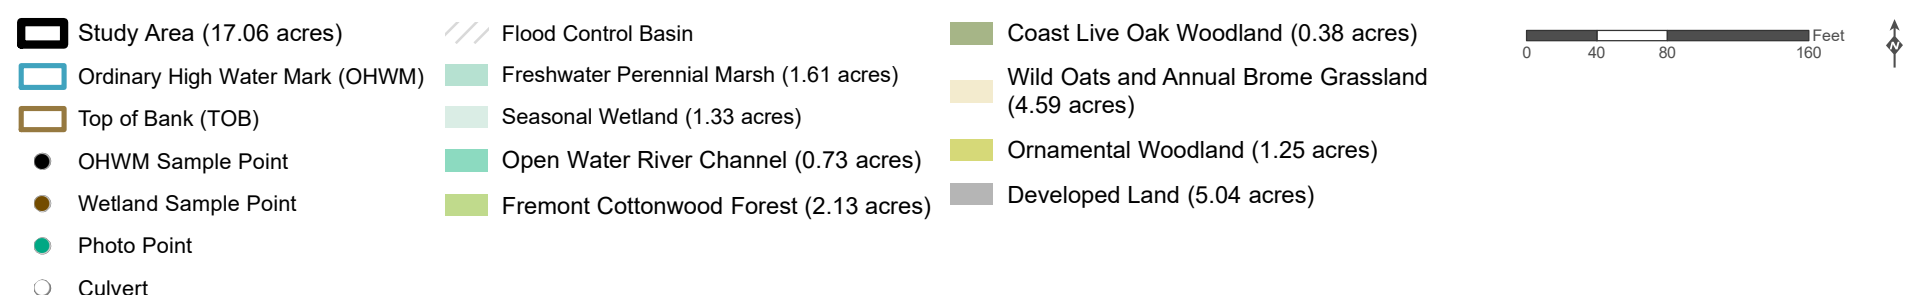 Study Area (17.06 acres)
Ordinary High Water Mark (OHWM)
Top of Bank (TOB)
OHWM Sample Point
Wetland Sample Point
Photo Point
Culvert
Flood Control Basin
Freshwater Perennial Marsh (1.61 acres)
Seasonal Wetland (1.33 acres)
Open Water River Channel (0.73 acres)
Fremont Cottonwood Forest (2.13 acres)
Coast Live Oak Woodland (0.38 acres)
Wild Oats and Annual Brome Grassland
(4.59 acres)
Ornamental Woodland (1.25 acres)
Developed Land (5.04 acres)
Feet
0 40 80 160
N